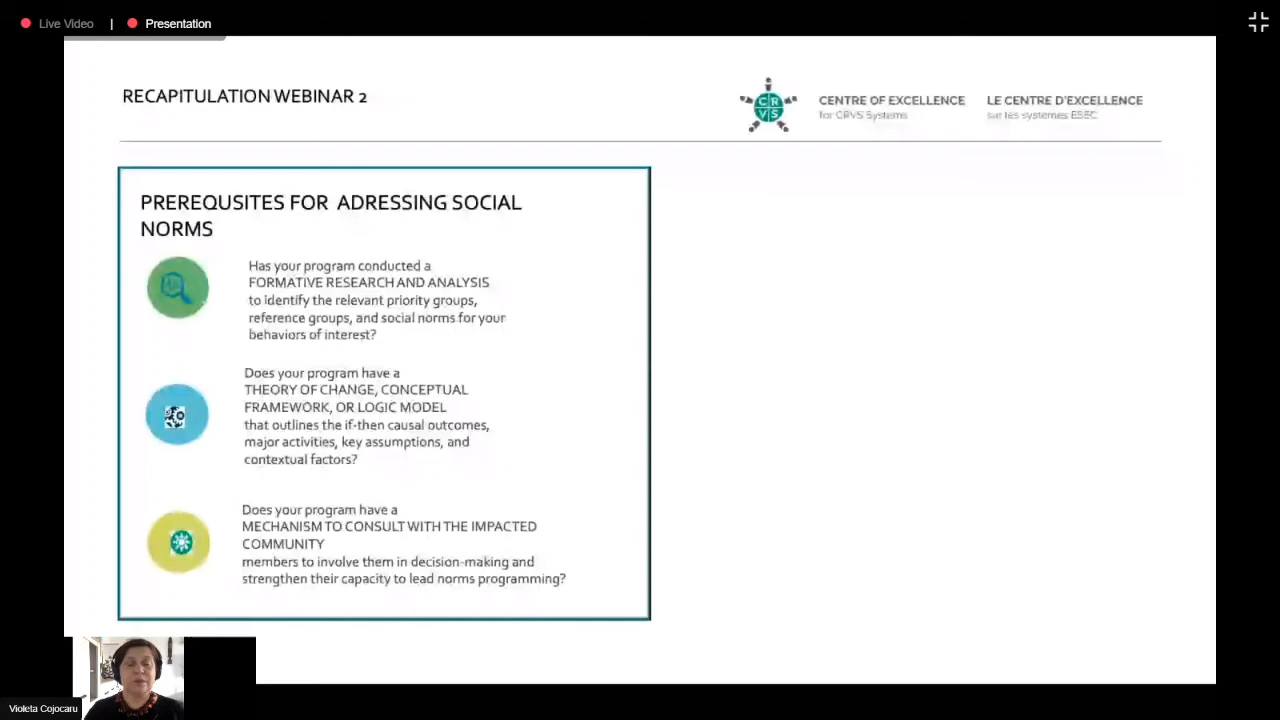 Live Video | Presentation
RECAPITULATION WEBINAR 2
CRVS
CENTRE OF EXCELLENCE
for CRVS Systems
LE CENTRE D'EXCELLENCE
sur les systèmes ESEC
PREREQUSITES FOR ADRESSING SOCIAL
NORMS
Has your program conducted a
FORMATIVE RESEARCH AND ANALYSIS
to identify the relevant priority groups,
reference groups, and social norms for your
behaviors of interest?
Does your program have a
THEORY OF CHANGE, CONCEPTUAL
FRAMEWORK, OR LOGIC MODEL
that outlines the if-then causal outcomes,
major activities, key assumptions, and
contextual factors?
Does your program have a
MECHANISM TO CONSULT WITH THE IMPACTED
COMMUNITY
members to involve them in decision-making and
strengthen their capacity to lead norms programming?
Violeta Cojocaru